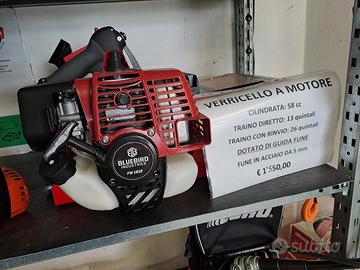 VERRICELLO A MOTORE
CILINDRATA: 58 cc
TRAINO DIRETTO: 13 quintali
TRAINO CON RINVIO: 26 quintali
DOTATO DI GUIDA FUNE
FUNE IN ACCIAIO DA 5 mm
€ 1'550,00
BLUEBIRD
INDUSTRIES
subito